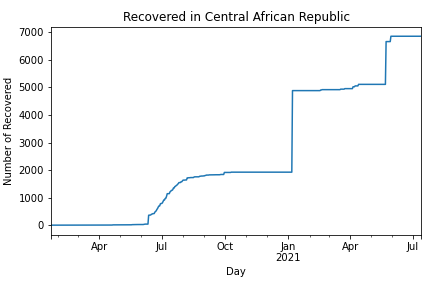 Recovered in Central African Republic
7000
6000
5000
4000
3000
2000
1000
0
Number of Recovered
Apr
Jul
Oct
Jan
2021
Apr
Jul
Day